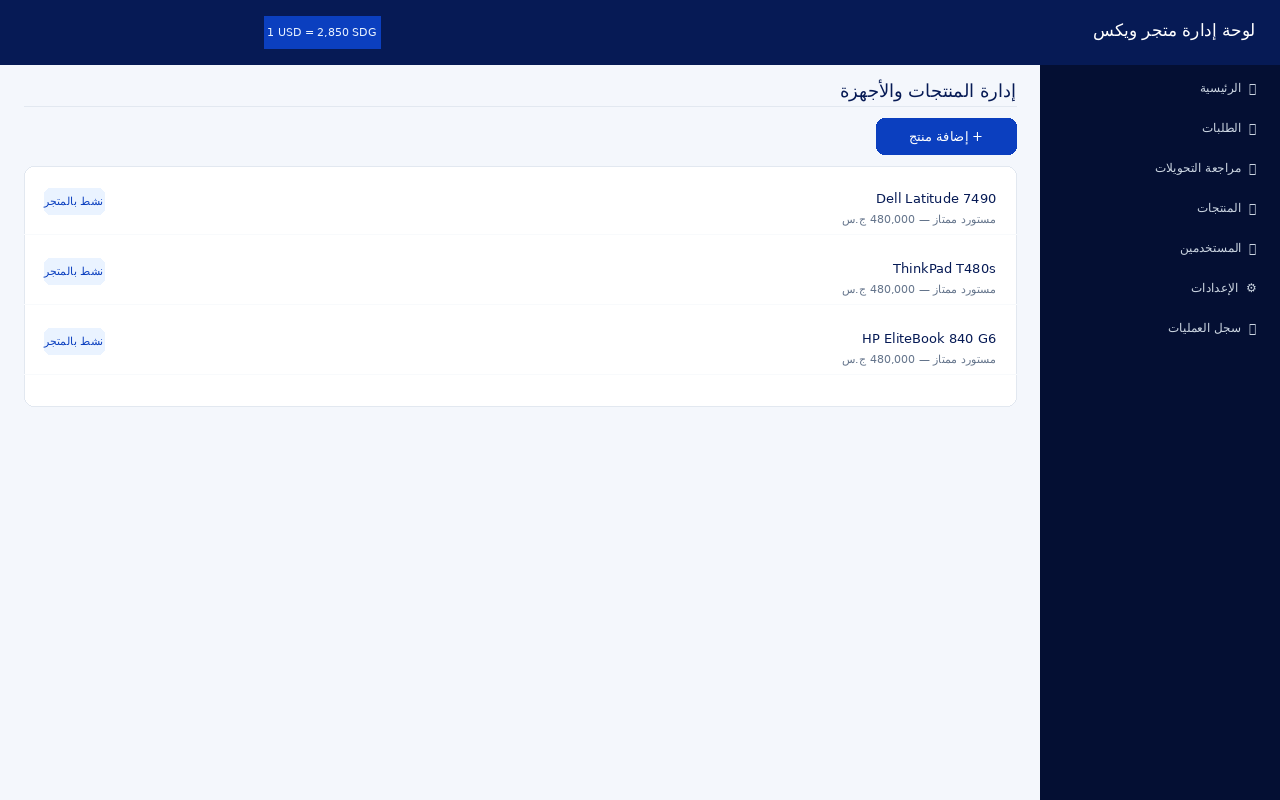 لوحة إدارة متجر ويكس
1 USD = 2,850 SDG
الرئيسية
الطلبات
مراجعة التحويلات
المنتجات
المستخدمين
⚙ الإعدادات
سجل العمليات
إدارة المنتجات والأجهزة
+ إضافة منتج
Dell Latitude 7490
مستورد ممتاز — 480,000 ج.س
نشط بالمتجر
ThinkPad T480s
مستورد ممتاز — 480,000 ج.س
نشط بالمتجر
HP EliteBook 840 G6
مستورد ممتاز — 480,000 ج.س
نشط بالمتجر